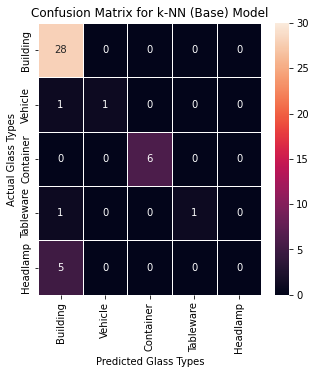 Confusion Matrix for k-NN (Base) Model
Actual Glass Types
Building 28 0 0 0 0
Vehicle 1 1 0 0 0
Container 0 0 6 0 0
Tableware 1 0 0 1 0
Headlamp 5 0 0 0 0
Building Vehicle Container Tableware Headlamp
Predicted Glass Types
30
25
20
15
10
5
0